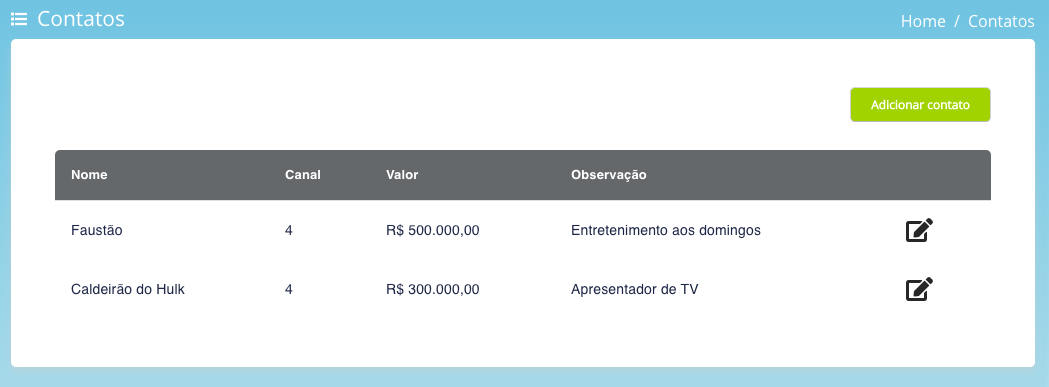 Contatos
Home / Contatos
Adicionar contato
Nome Canal Valor Observação
Faustão 4 R$ 500.000,00 Entretenimento aos domingos
Caldeirão do Hulk 4 R$ 300.000,00 Apresentador de TV